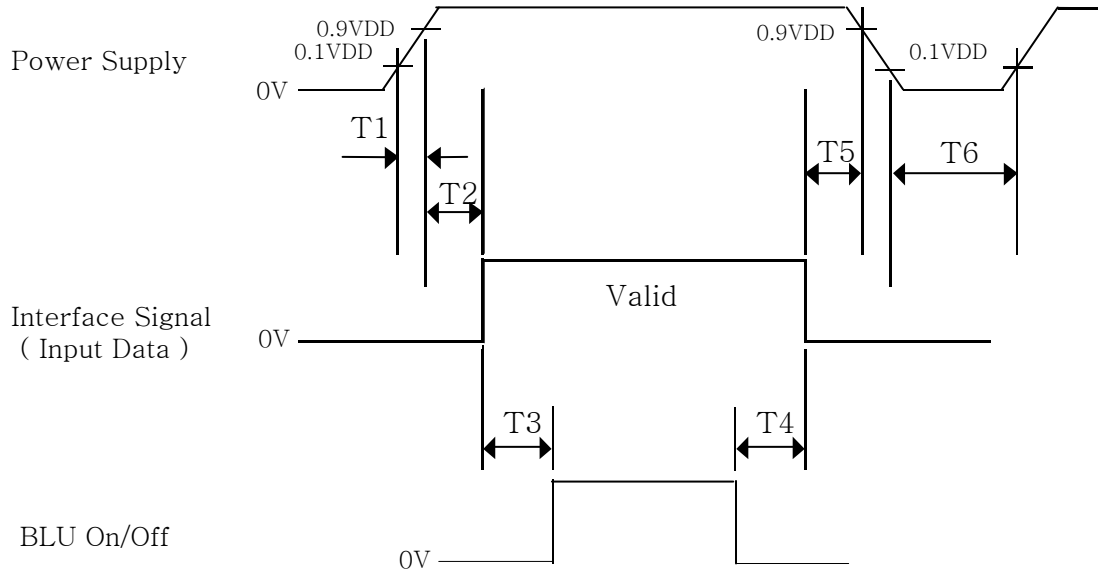 0.9VDD
0.9VDD
0.1VDD
0.1VDD
Power Supply
0V
T1
T5
T6
T2
Valid
Interface Signal
( Input Data )
0V
T3
T4
BLU On/Off
0V